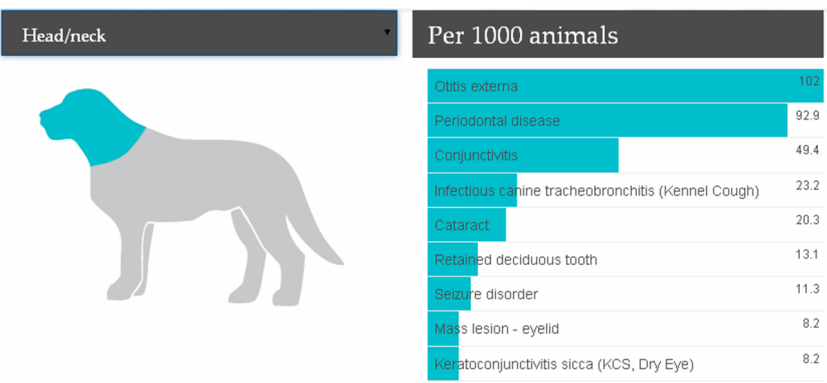 Head/neck
Per 1000 animals
Otitis externa 102
Periodontal disease 92.9
Conjunctivitis 49.4
Infectious canine tracheobronchitis (Kennel Cough) 23.2
Cataract 20.3
Retained deciduous tooth 13.1
Seizure disorder 11.3
Mass lesion - eyelid 8.2
Keratoconjunctivitis sicca (KCS, Dry Eye) 8.2